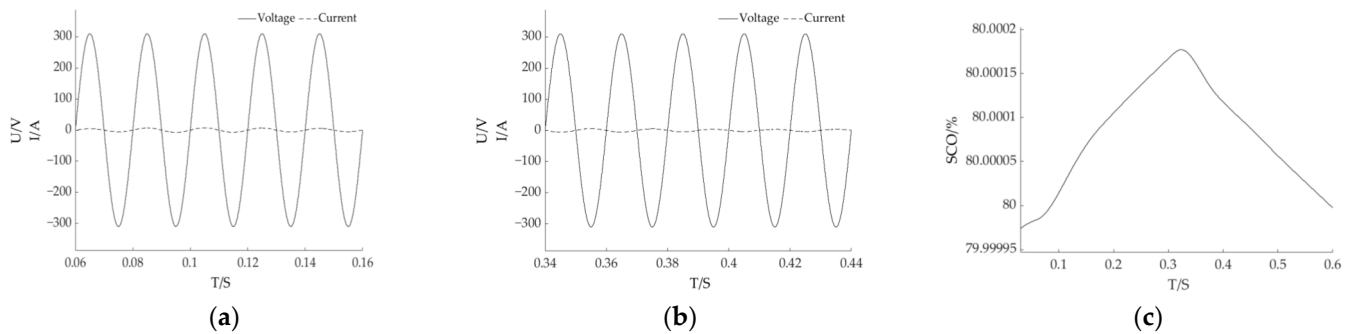 Voltage Current
300
200
100
0
−100
−200
−300
U/V
I/A
0.06 0.08 0.1 0.12 0.14 0.16
T/S
(a)
Voltage Current
300
200
100
0
−100
−200
−300
U/V
I/A
0.34 0.36 0.38 0.4 0.42 0.44
T/S
(b)
80.0002
80.00015
80.0001
80.00005
80
79.99995
SCO/%
0.1 0.2 0.3 0.4 0.5 0.6
T/S
(c)